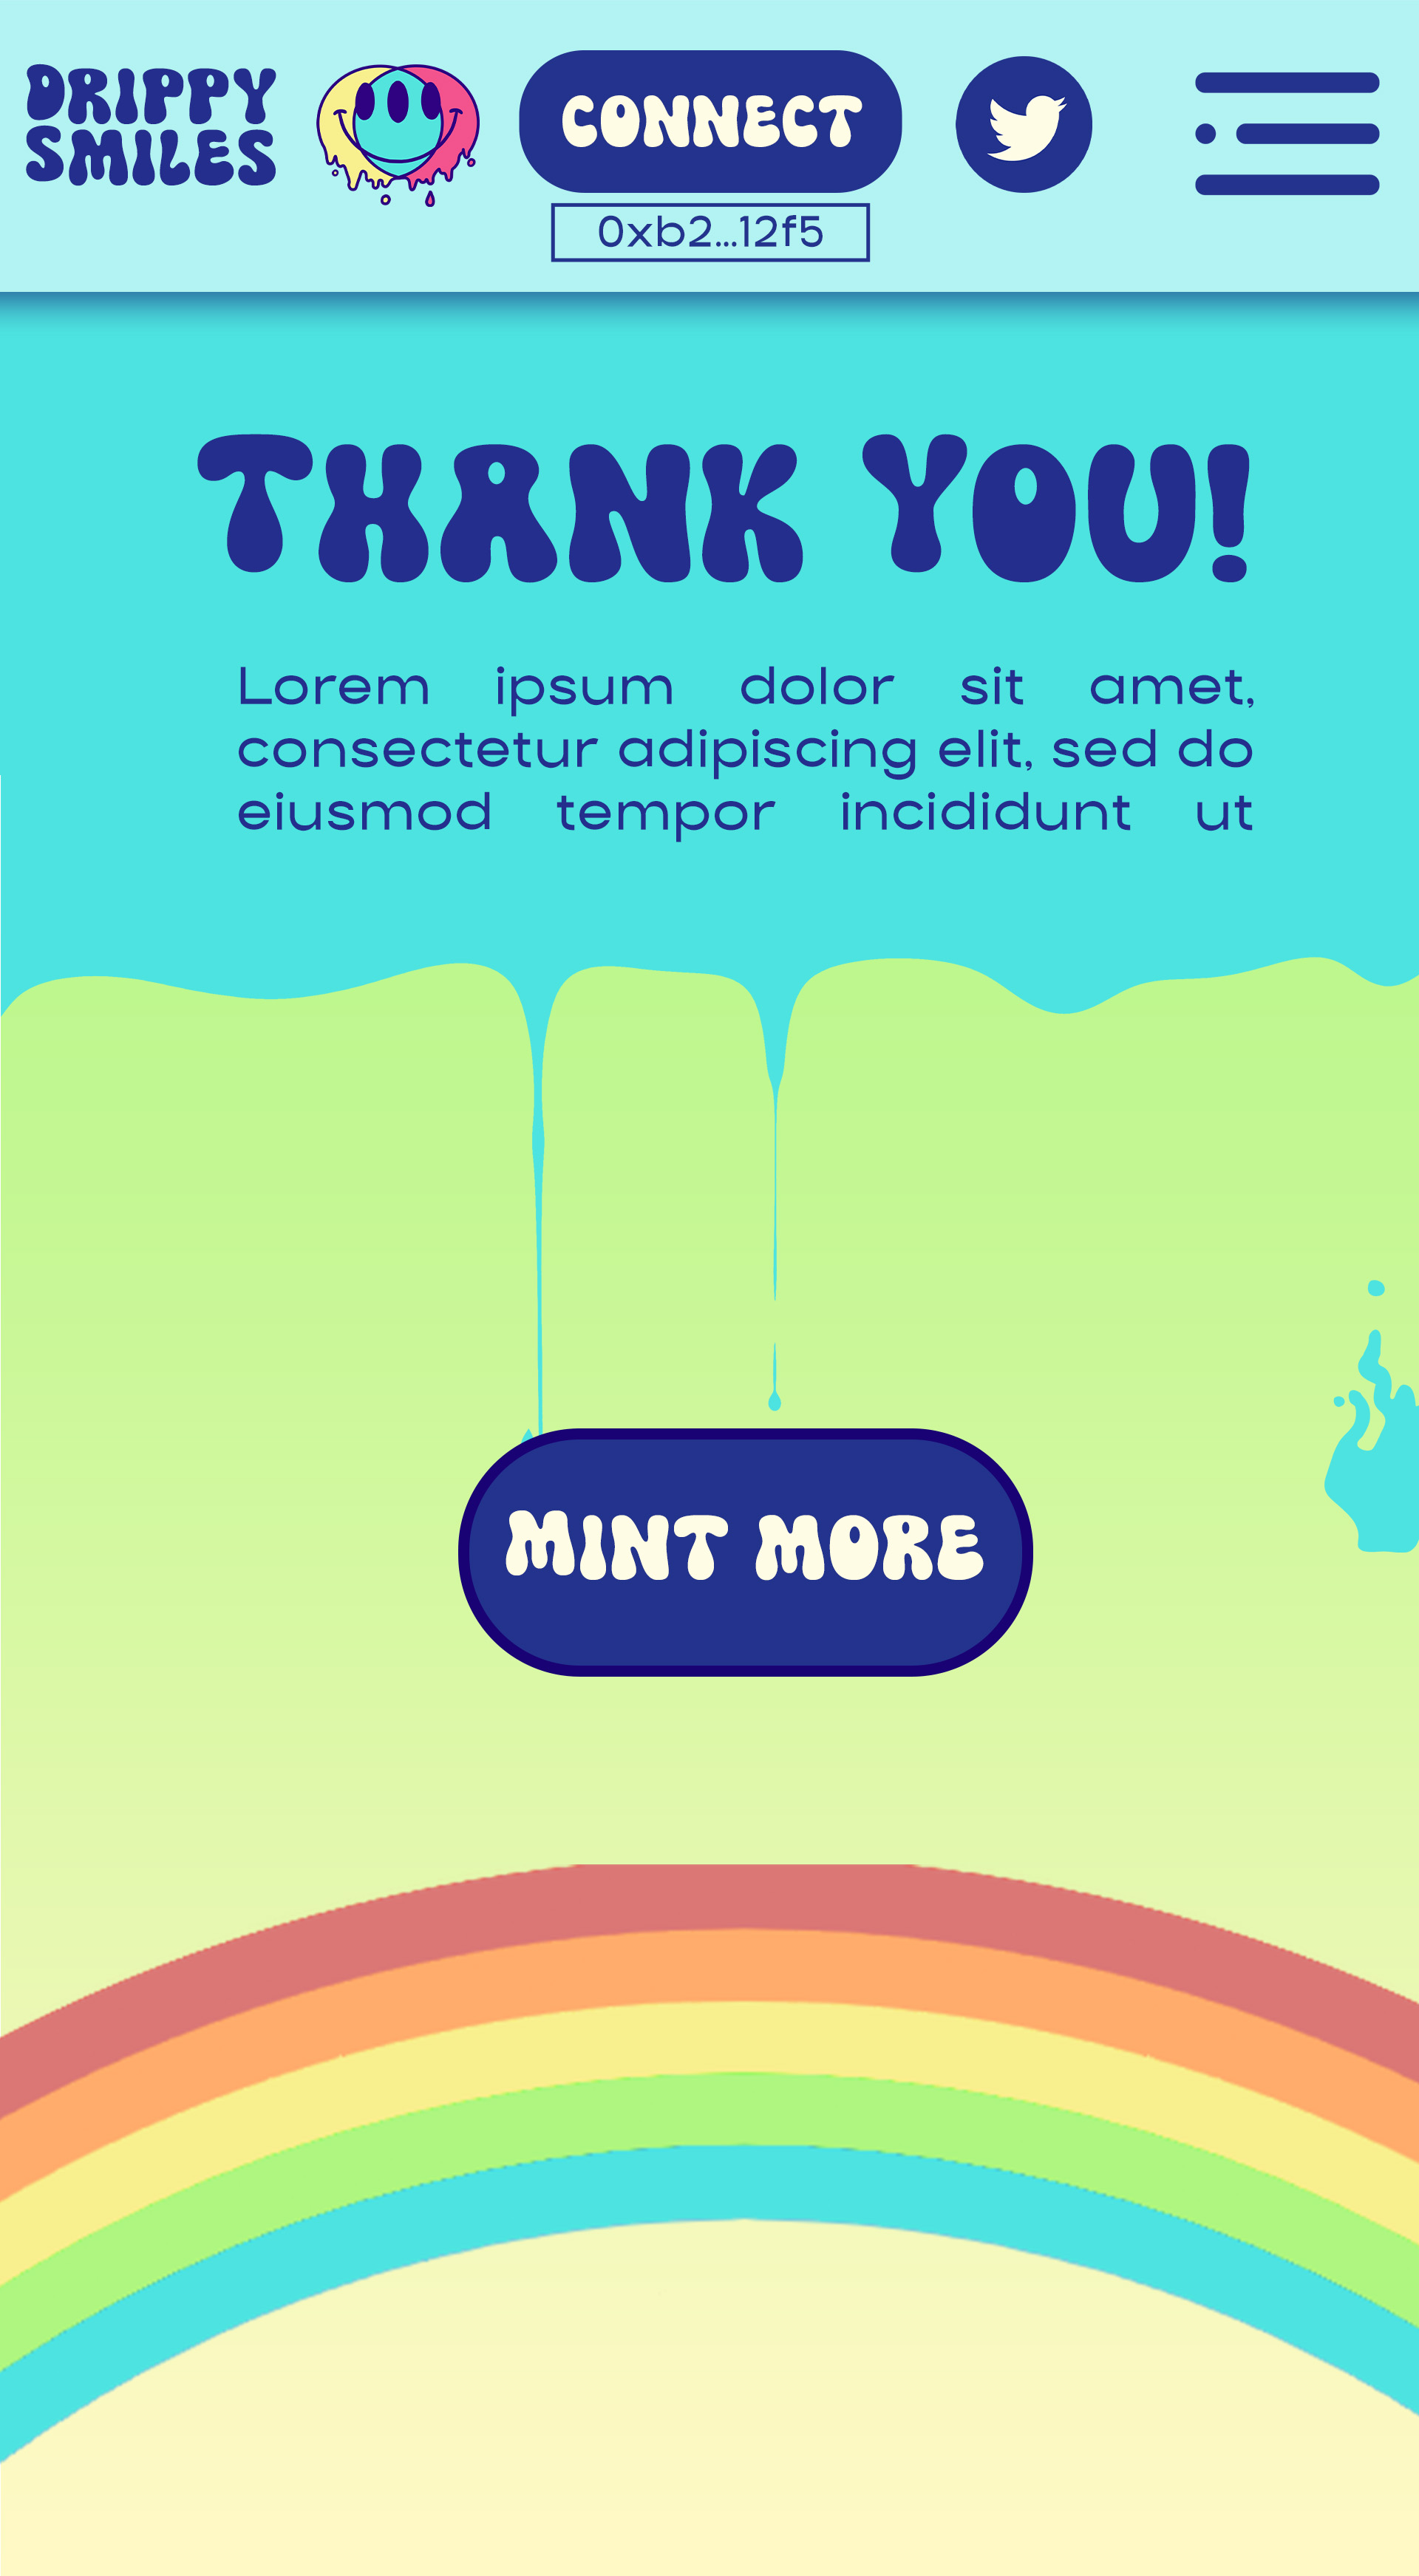 DRIPPY
SMILES
CONNECT
0xb2...12f5
THANK YOU!
Lorem ipsum dolor sit amet,
consectetur adipiscing elit, sed do
eiusmod tempor incididunt ut
MINT MORE